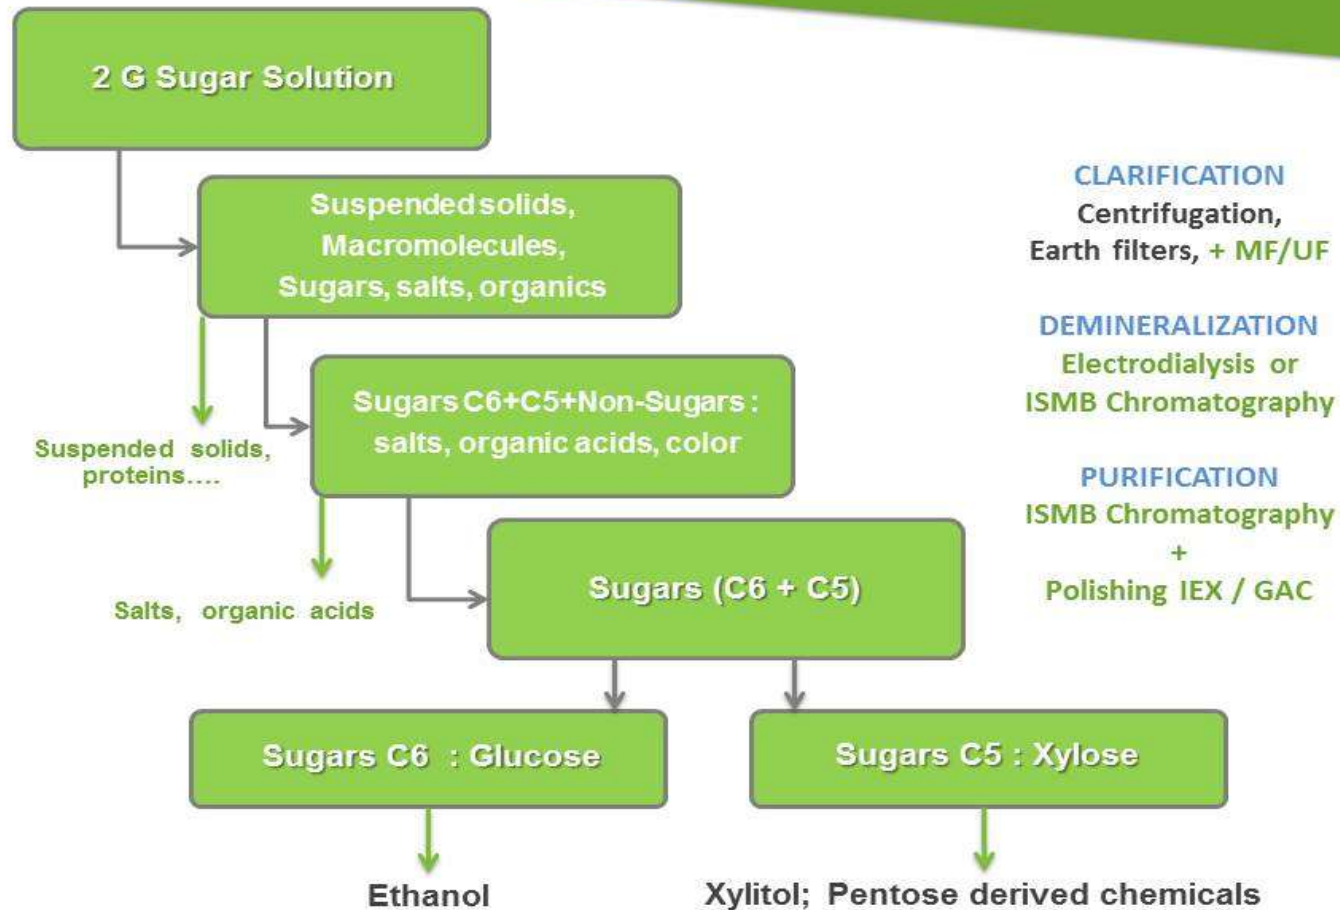 2 G Sugar Solution
Suspended solids,
Macromolecules,
Sugars, salts, organics
CLARIFICATION
Centrifugation,
Earth filters, + MF/UF
DEMINERALIZATION
Electrodialysis or
ISMB Chromatography
Sugars C6+C5+Non-Sugars :
salts, organic acids, color
Suspended solids,
proteins....
PURIFICATION
ISMB Chromatography
+
Polishing IEX / GAC
Salts, organic acids
Sugars (C6 + C5)
Sugars C6 : Glucose
Sugars C5 : Xylose
Ethanol
Xylitol; Pentose derived chemicals